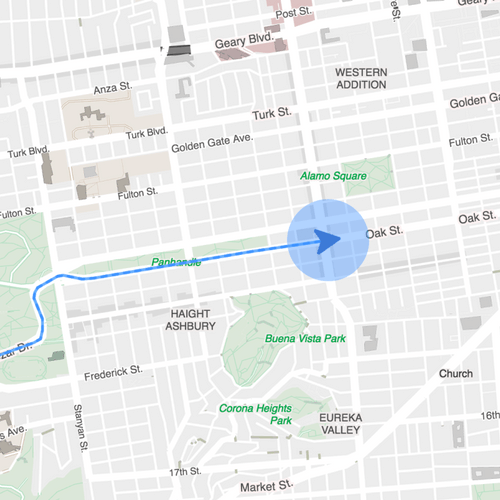 Post St.
Geary Blvd.
WESTERN
ADDITION
Anza St.
Golden
Turk St.
Turk Blvd.
Golden Gate Ave.
Fulton St.
Turk Blvd.
Alamo Square
Fulton St.
Fulton St.
Oak St.
Oak St.
Panhandle
HAIGHT
ASHBURY
Buena Vista Park
Dr.
Frederick St.
Church
Stanyan St.
Corona Heights
Park
EUREKA
VALLEY
16th
Ave.
17th St.
Market St.